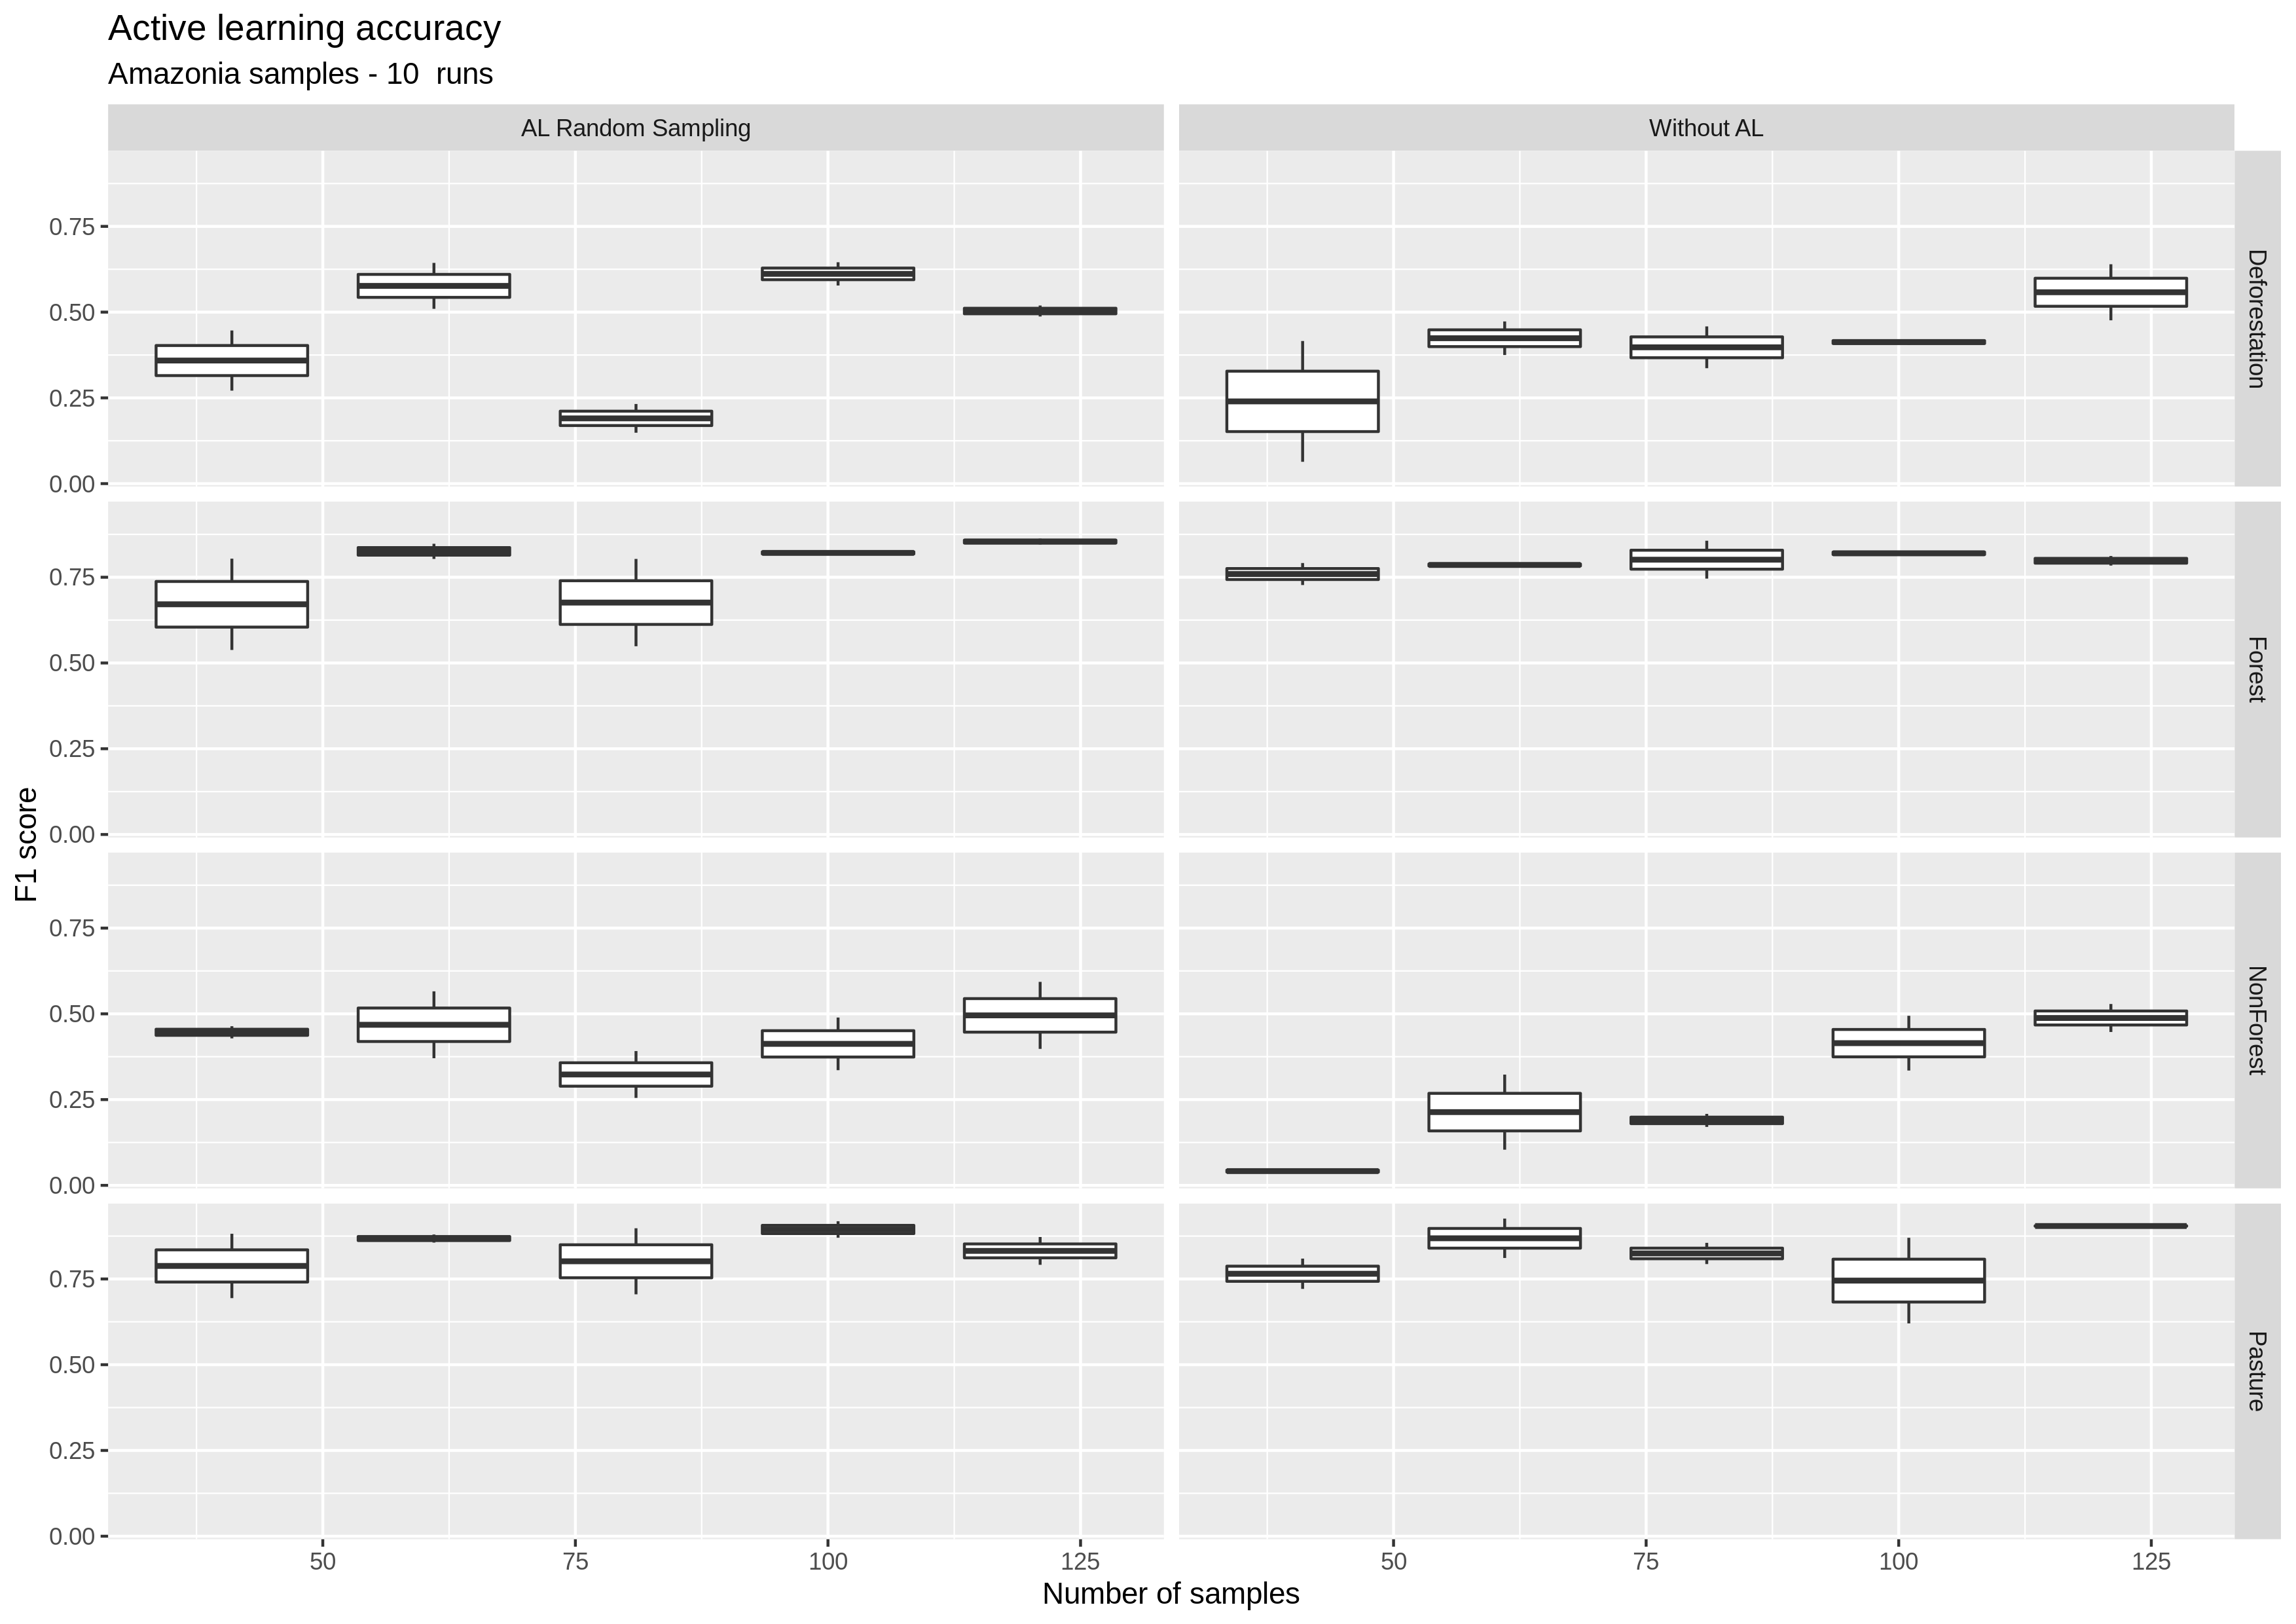 Active learning accuracy
Amazonia samples - 10  runs
AL Random Sampling
Without AL
0.75
0.50
0.25
0.00
Deforestation
0.75
0.50
0.25
0.00
Forest
0.75
0.50
0.25
0.00
NonForest
0.75
0.50
0.25
0.00
Pasture
F1 score
50 75 100 125
50 75 100 125
Number of samples